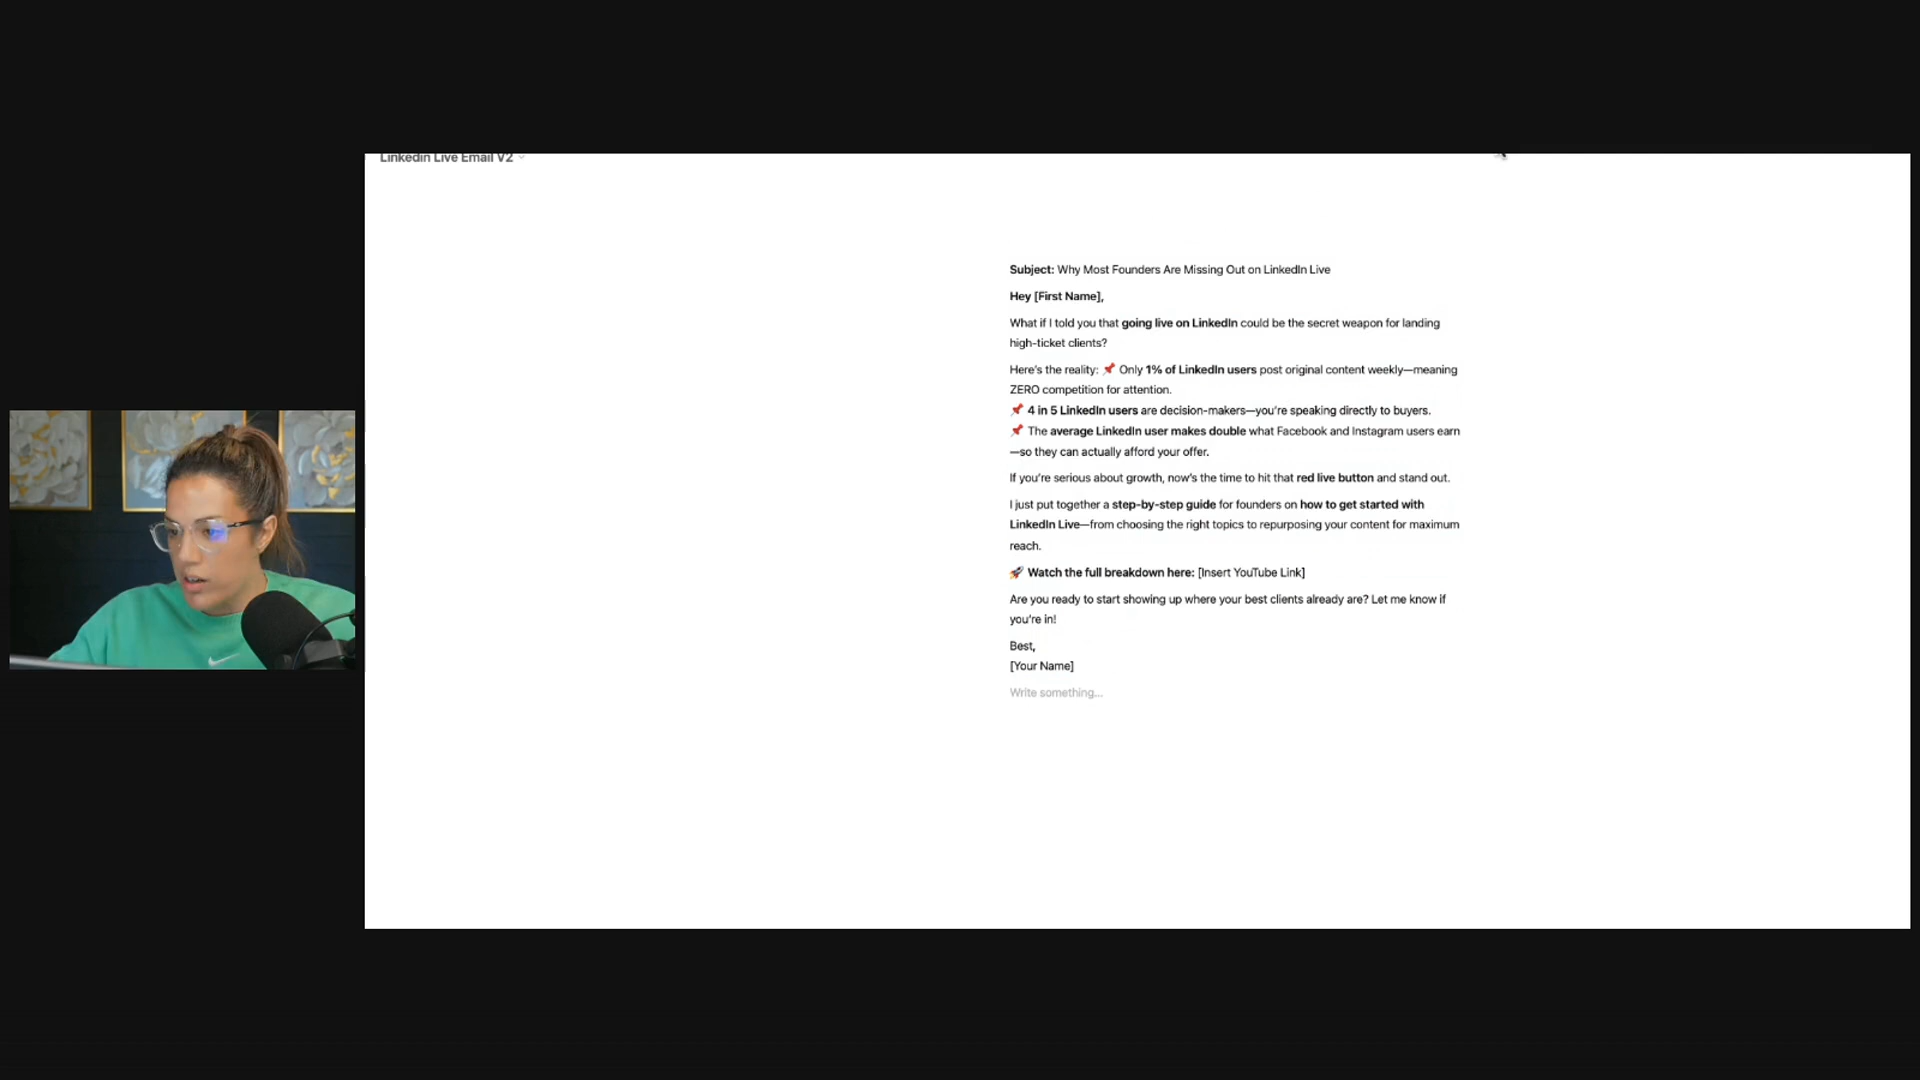 Linkedin Live Email V2
Subject: Why Most Founders Are Missing Out on LinkedIn Live
Hey [First Name],
What if I told you that going live on LinkedIn could be the secret weapon for landing
high-ticket clients?
Here's the reality: 📌 Only 1% of LinkedIn users post original content weekly—meaning
ZERO competition for attention.
📌 4 in 5 LinkedIn users are decision-makers—you're speaking directly to buyers.
📌 The average LinkedIn user makes double what Facebook and Instagram users earn
—so they can actually afford your offer.
If you're serious about growth, now's the time to hit that red live button and stand out.
I just put together a step-by-step guide for founders on how to get started with
LinkedIn Live—from choosing the right topics to repurposing your content for maximum
reach.
🚀 Watch the full breakdown here: [Insert YouTube Link]
Are you ready to start showing up where your best clients already are? Let me know if
you're in!
Best,
[Your Name]
Write something...